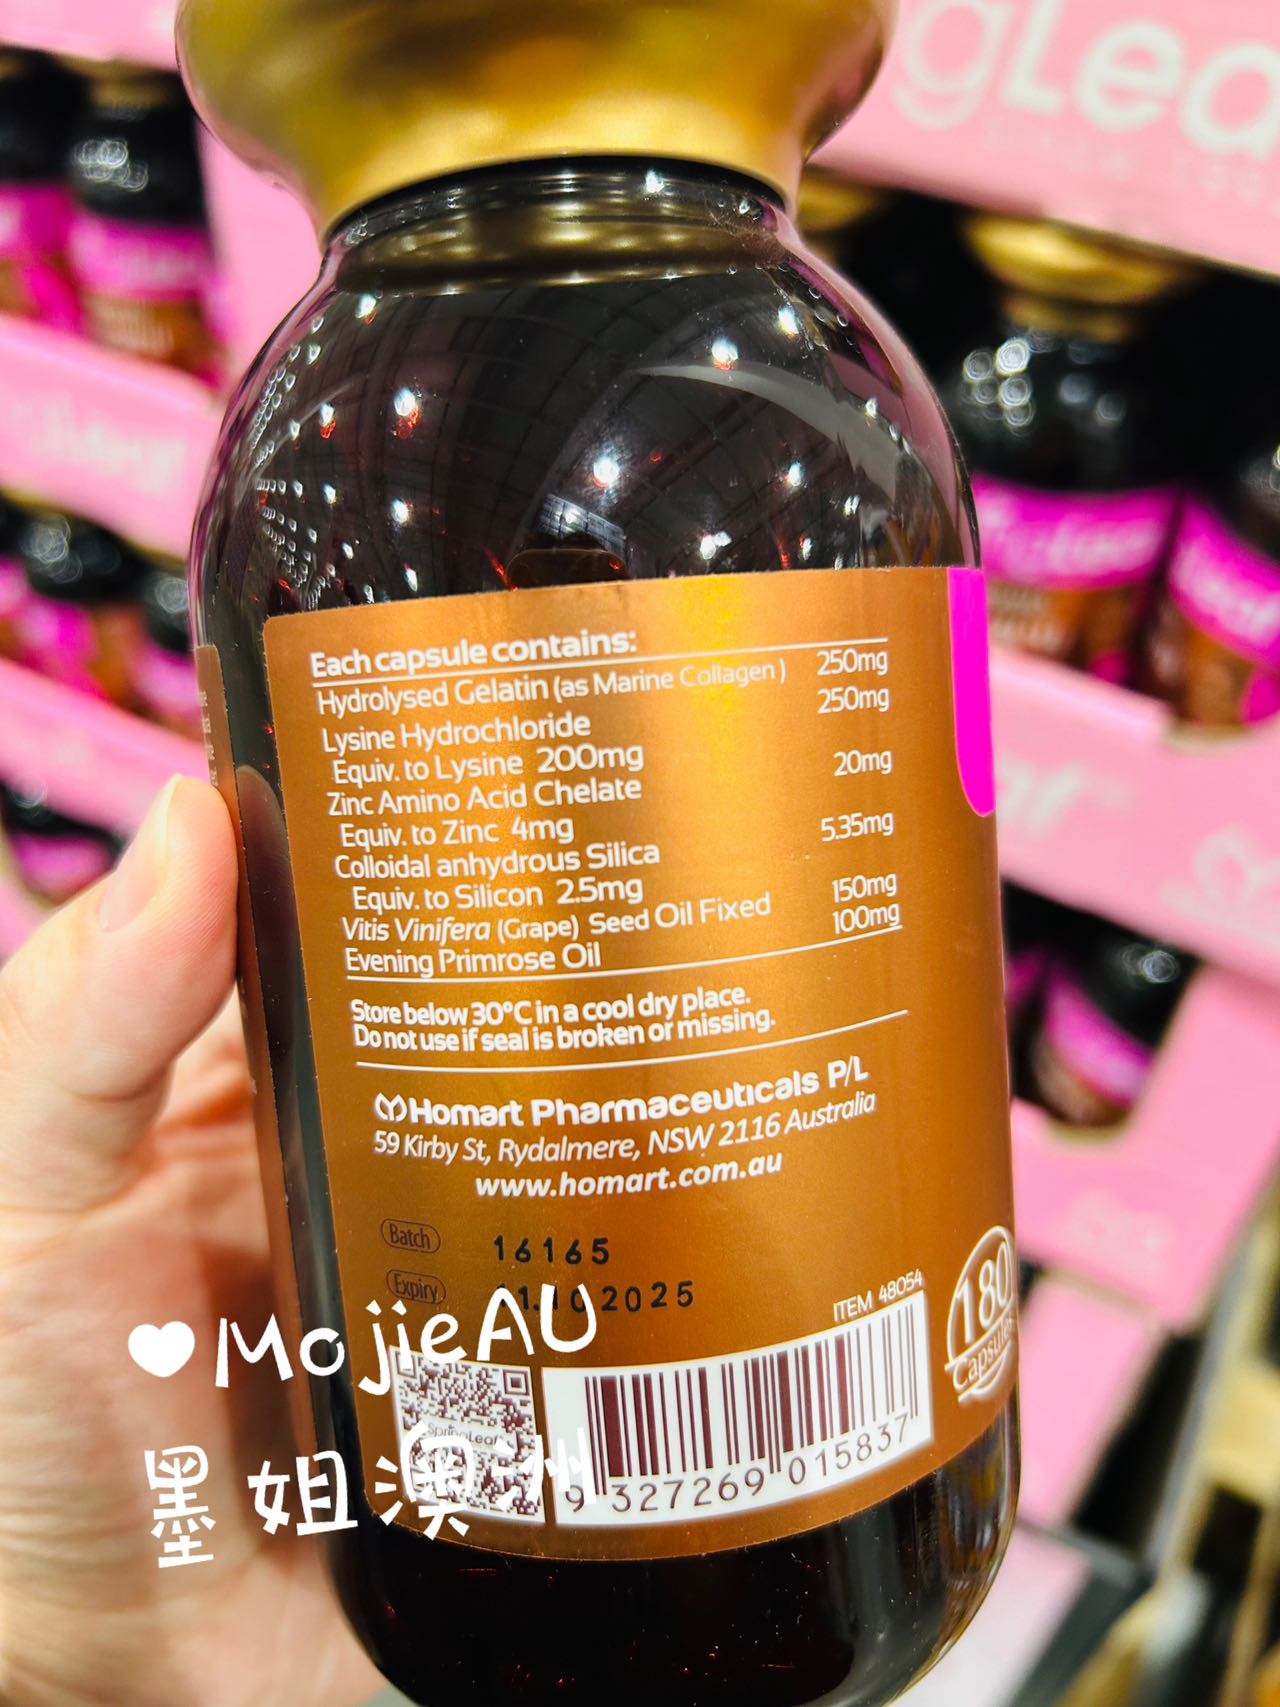 gLea
Each capsule contains:
Hydrolysed Gelatin (as Marine Collagen) 250mg
Lysine Hydrochloride 250mg
Equiv. to Lysine 200mg
Zinc Amino Acid Chelate 20mg
Equiv. to Zinc 4mg
Colloidal anhydrous Silica 5.35mg
Equiv. to Silicon 2.5mg
Vitis Vinifera (Grape) Seed Oil Fixed 150mg
Evening Primrose Oil 100mg
Store below 30°C in a cool dry place.
Do not use if seal is broken or missing.
Homart Pharmaceuticals P/L
59 Kirby St, Rydalmere, NSW 2116 Australia
www.homart.com.au
Batch 16165
Expiry 2025
ITEM 48054
180
Capsules
SpringLeaf
9 327269 015837
MojieAU
墨姐澳洲